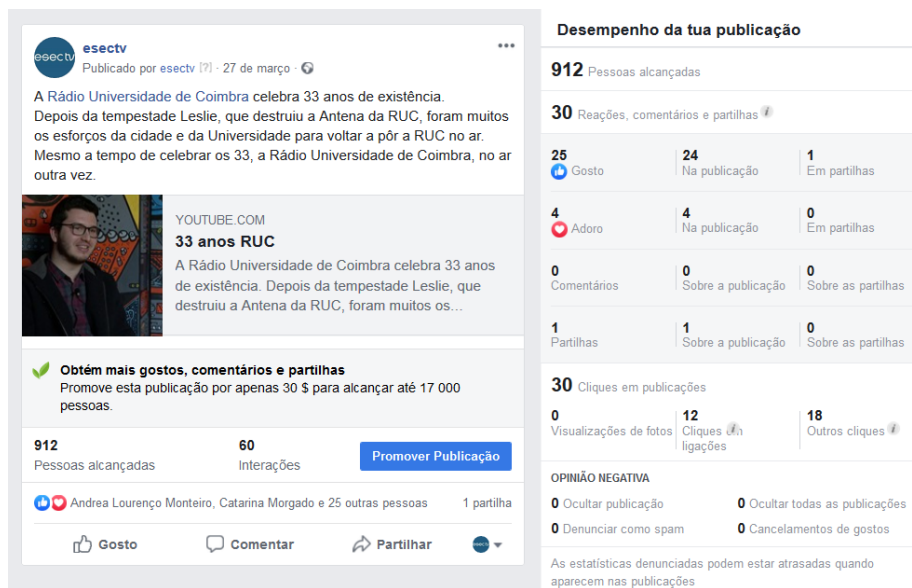 esectv
esectv
Publicado por esectv [?] · 27 de março ·
A Rádio Universidade de Coimbra celebra 33 anos de existência.
Depois da tempestade Leslie, que destruiu a Antena da RUC, foram muitos
os esforços da cidade e da Universidade para voltar a pôr a RUC no ar.
Mesmo a tempo de celebrar os 33, a Rádio Universidade de Coimbra, no ar
outra vez.
YOUTUBE.COM
33 anos RUC
A Rádio Universidade de Coimbra celebra 33 anos
de existência. Depois da tempestade Leslie, que
destruiu a Antena da RUC, foram muitos os...
Obtém mais gostos, comentários e partilhas
Promove esta publicação por apenas 30 $ para alcançar até 17 000
pessoas.
912
Pessoas alcançadas
60
Interações
Promover Publicação
Andrea Lourenço Monteiro, Catarina Morgado e 25 outras pessoas
1 partilha
Gosto
Comentar
Partilhar
Desempenho da tua publicação
912 Pessoas alcançadas
30 Reações, comentários e partilhas
25
Gosto
24
Na publicação
1
Em partilhas
4
Adoro
4
Na publicação
0
Em partilhas
0
Comentários
0
Sobre a publicação
0
Sobre as partilhas
1
Partilhas
1
Sobre a publicação
0
Sobre as partilhas
30 Cliques em publicações
0
Visualizações de fotos
12
Cliques em
ligações
18
Outros cliques
OPINIÃO NEGATIVA
0 Ocultar publicação
0 Ocultar todas as publicações
0 Denunciar como spam
0 Cancelamentos de gostos
As estatísticas denunciadas podem estar atrasadas quando
aparecem nas publicações